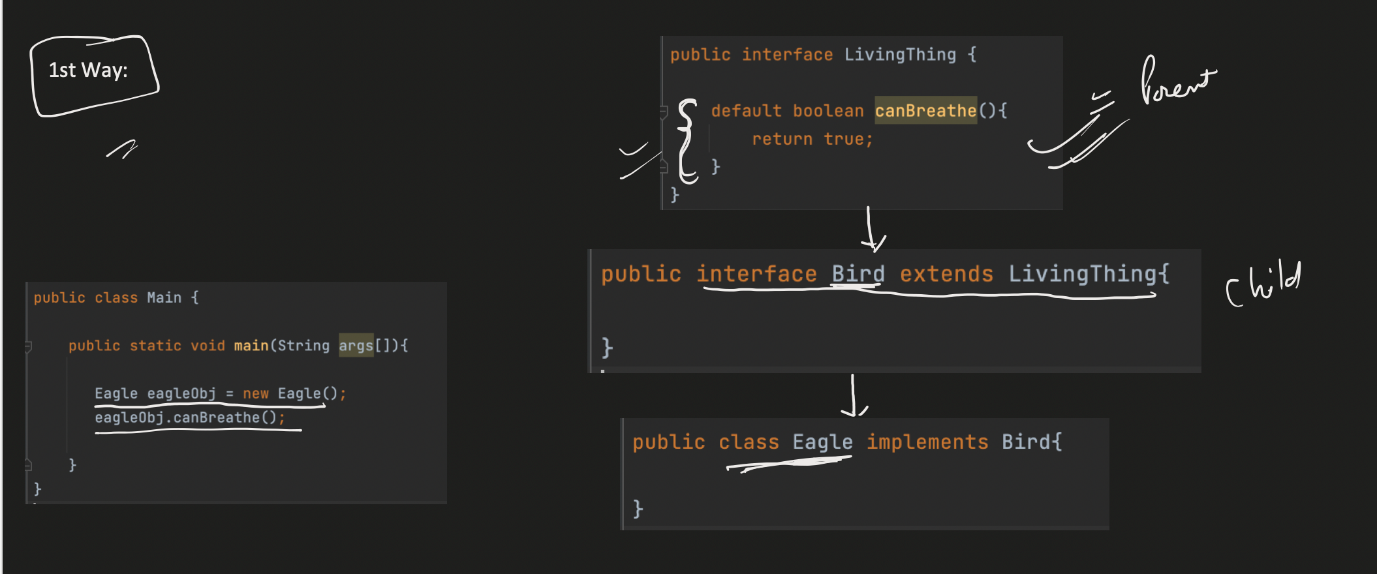 1st Way:
public interface LivingThing {
default boolean canBreathe(){
return true;
}
}
Parent
public interface Bird extends LivingThing{
}
Child
public class Main {
public static void main(String args[]){
Eagle eagleObj = new Eagle();
eagleObj.canBreathe();
}
}
public class Eagle implements Bird{
}